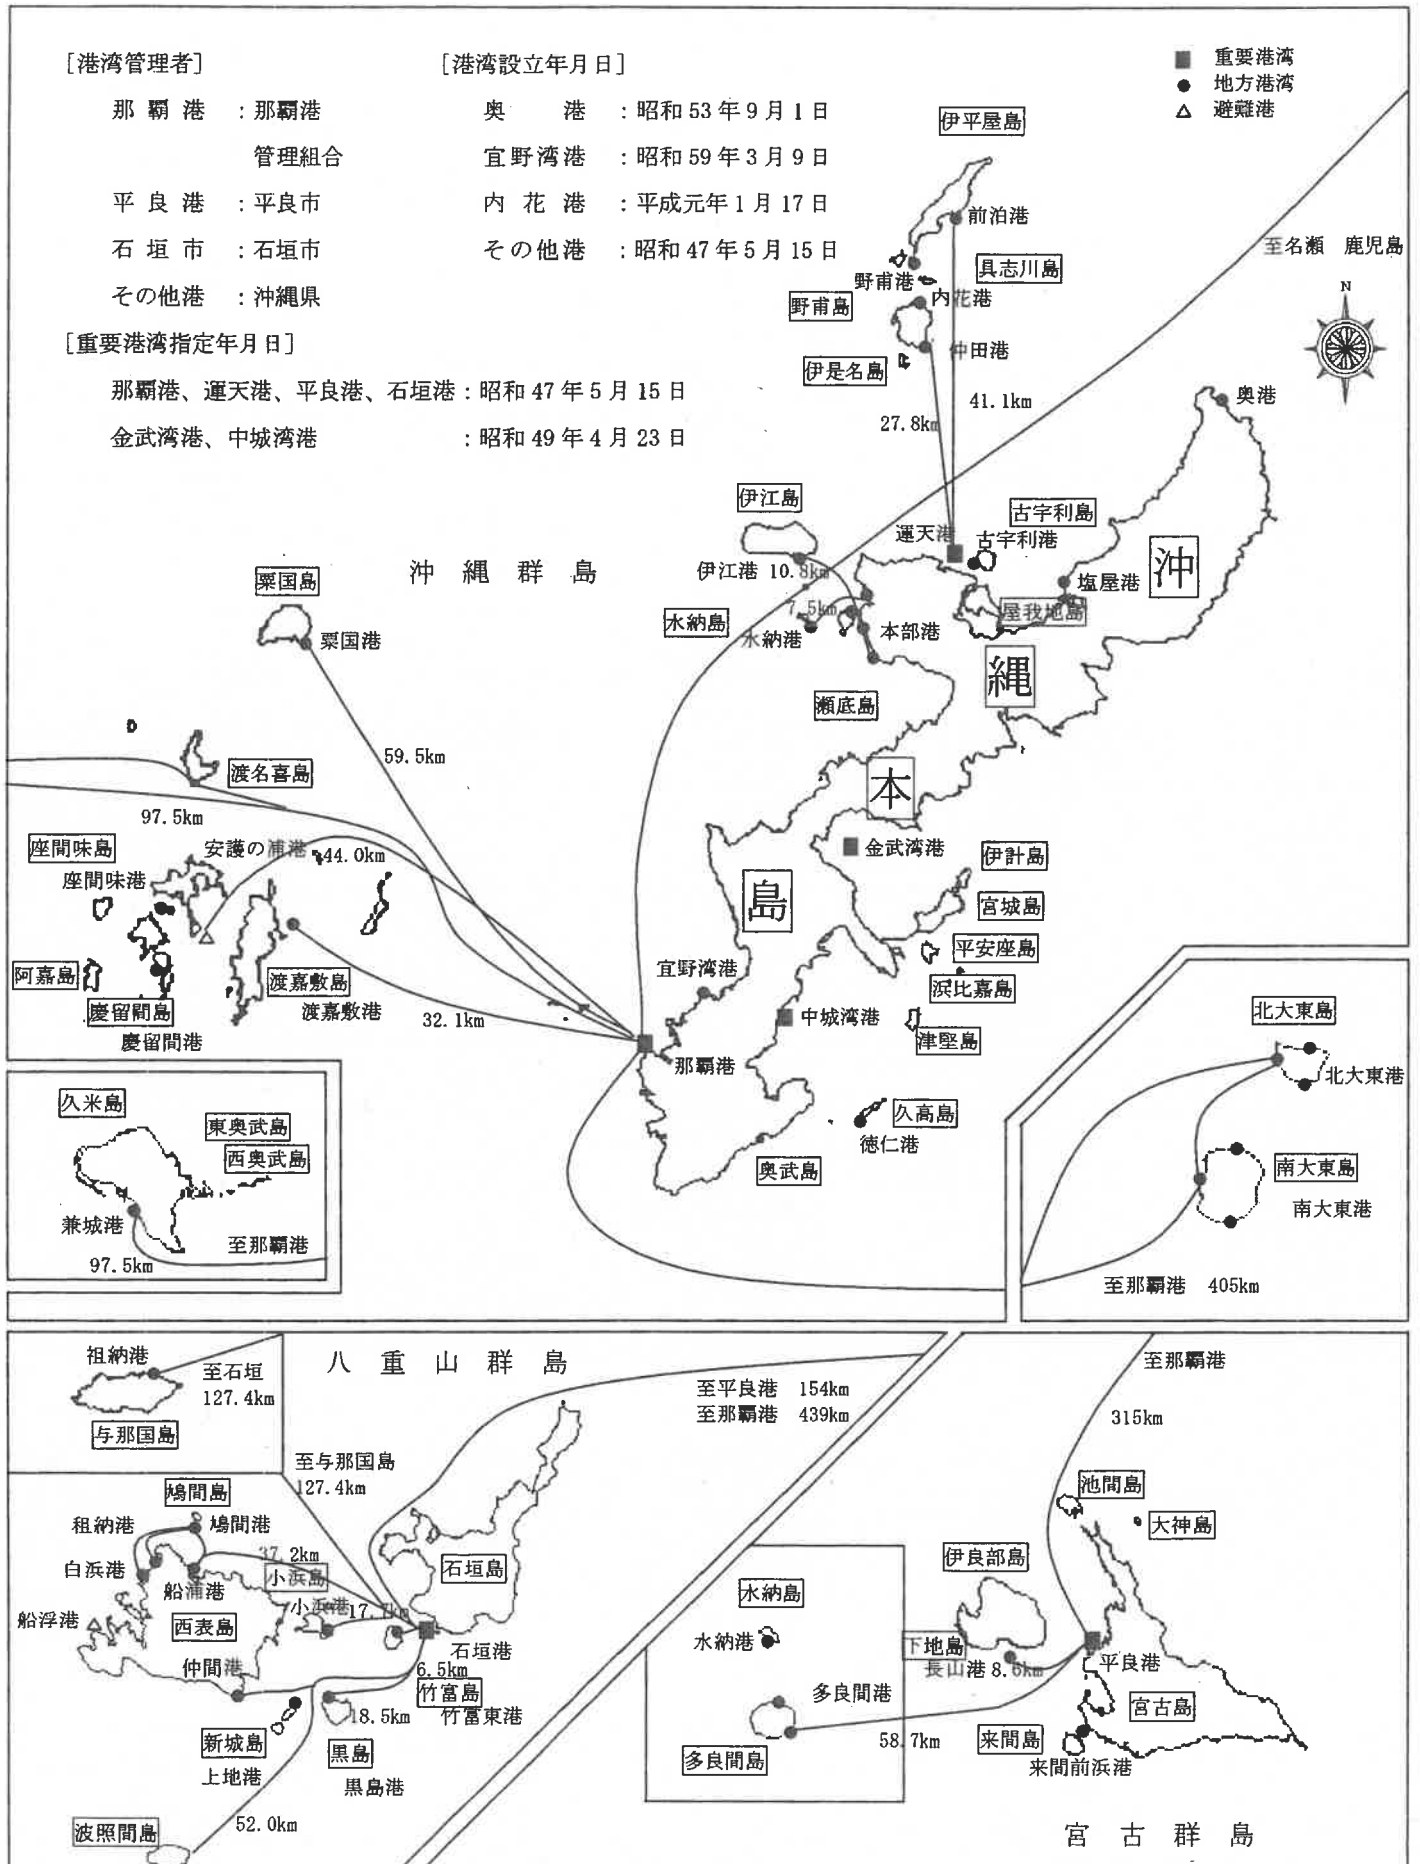 [港湾管理者]
那覇港 ：那覇港
管理組合
平良港 ：平良市
石垣市 ：石垣市
その他港 ：沖縄県
[港湾設立年月日]
奥港 ：昭和53年9月1日
宜野湾港 ：昭和59年3月9日
内花港 ：平成元年1月17日
その他港 ：昭和47年5月15日
[重要港湾指定年月日]
那覇港、運天港、平良港、石垣港：昭和47年5月15日
金武湾港、中城湾港 ：昭和49年4月23日
重要港湾
地方港湾
避難港
伊平屋島
前泊港
至名瀬 鹿児島
具志川島
野甫港
内花港
野甫島
N
仲田港
伊是名島
41.1km
27.8km
奥港
伊江島
古宇利島
運天港
古宇利港
沖
伊江港 10.8km
塩屋港
沖縄群島
粟国島
7.5km
屋我地島
水納島
水納港
本部港
粟国港
縄
瀬底島
59.5km
渡名喜島
本
97.5km
座間味島
安護の浦港
44.0km
金武湾港
伊計島
座間味港
島
宮城島
平安座島
阿嘉島
宜野湾港
渡嘉敷島
浜比嘉島
慶留間島
渡嘉敷港
32.1km
中城湾港
津堅島
北大東島
慶留間港
那覇港
北大東港
久米島
東奥武島
久高島
徳仁港
西奥武島
奥武島
南大東島
兼城港
南大東港
至那覇港
97.5km
至那覇港 405km
祖納港
八重山群島
至石垣
127.4km
与那国島
至平良港 154km
至那覇港 439km
至那覇港
315km
至与那国島
127.4km
鳩間島
池間島
祖納港
鳩間港
大神島
37.2km
白浜港
小浜島
石垣島
伊良部島
船浦港
水納島
船浮港
小浜港
西表島
石垣港
水納港
下地島
仲間港
6.5km
長山港 8.6km
平良港
竹富島
多良間港
18.5km
竹富東港
宮古島
新城島
58.7km
来間島
黒島
多良間島
上地港
来間前浜港
黒島港
52.0km
波照間島
宮古群島